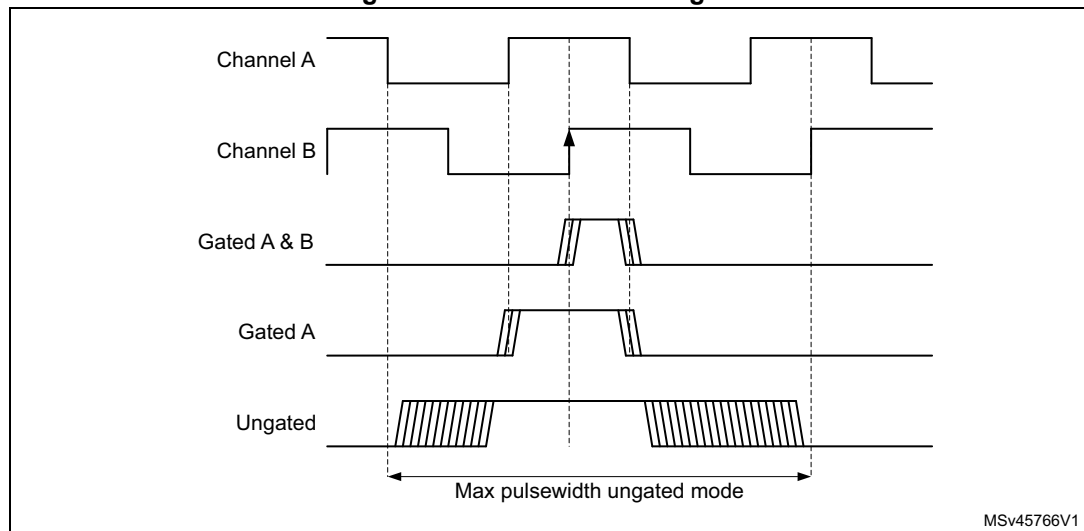 Channel A
Channel B
Gated A & B
Gated A
Ungated
Max pulsewidth ungated mode
MSv45766V1